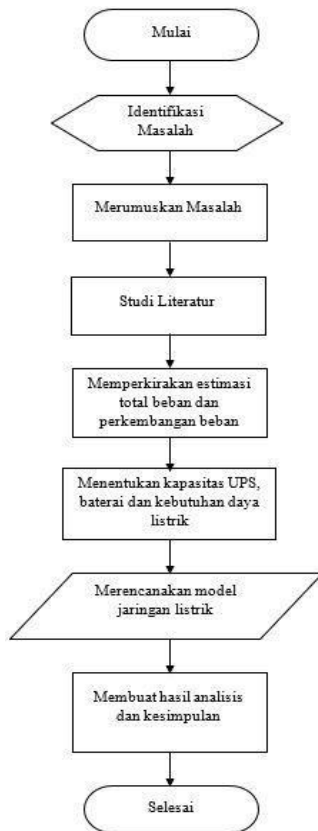 Mulai
Identifikasi
Masalah
Merumuskan Masalah
Studi Literatur
Memperkirakan estimasi
total beban dan
perkembangan beban
Menentukan kapasitas UPS,
baterai dan kebutuhan daya
listrik
Merencanakan model
jaringan listrik
Membuat hasil analisis
dan kesimpulan
Selesai